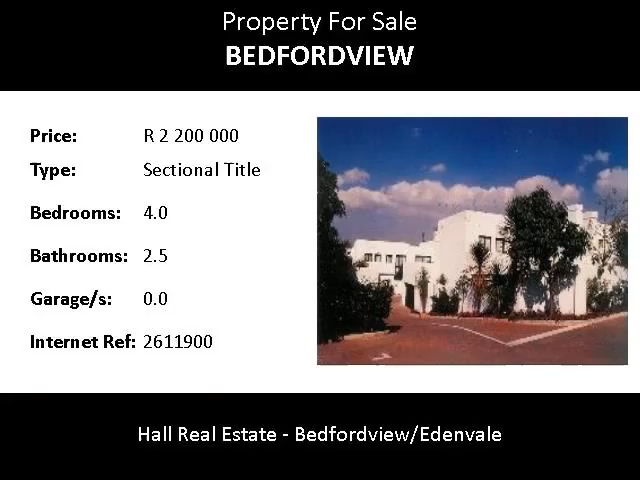 Property For Sale
BEDFORDVIEW
Price: R 2 200 000
Type: Sectional Title
Bedrooms: 4.0
Bathrooms: 2.5
Garage/s: 0.0
Internet Ref: 2611900
Hall Real Estate - Bedfordview/Edenvale